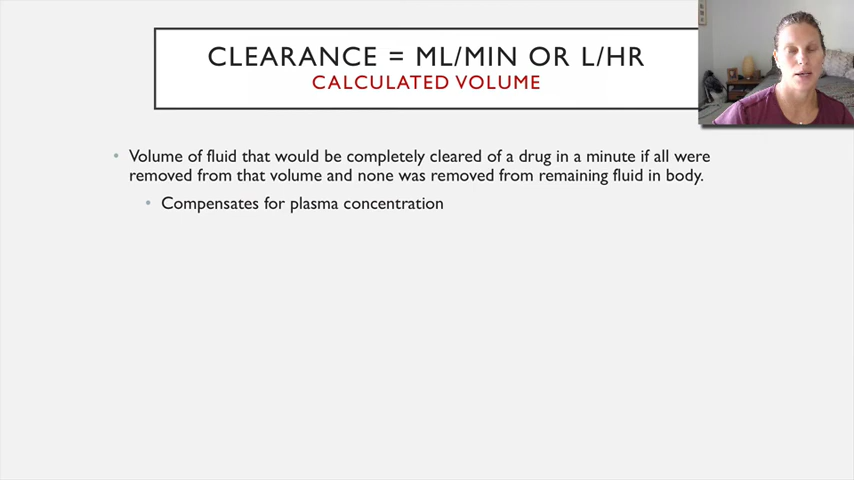 CLEARANCE = ML/MIN OR L/HR
CALCULATED VOLUME
• Volume of fluid that would be completely cleared of a drug in a minute if all were
removed from that volume and none was removed from remaining fluid in body.
• Compensates for plasma concentration